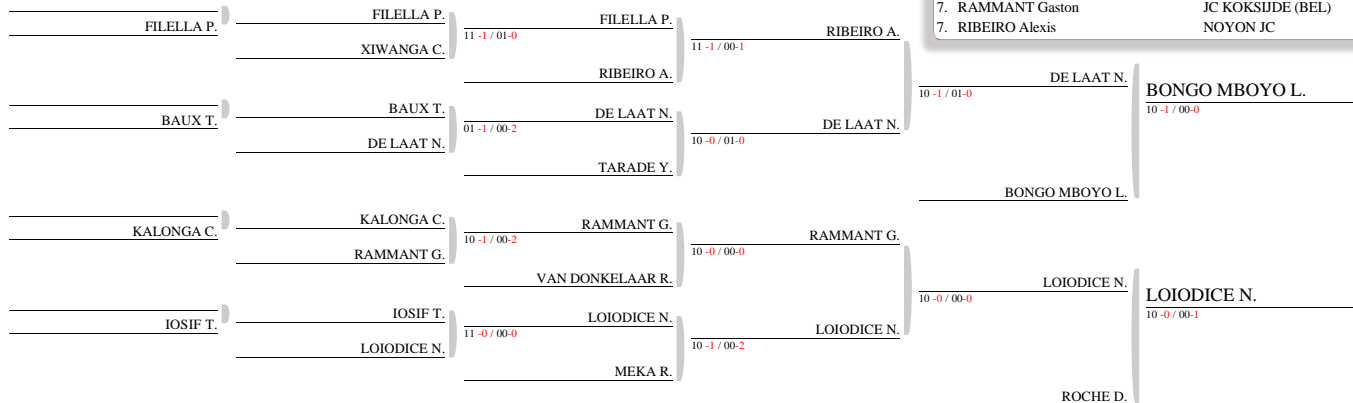 7. RAMMANT Gaston JC KOKSIJDE (BEL)
7. RIBEIRO Alexis NOYON JC
FILELLA P.
FILELLA P.
XIWANGA C.
FILELLA P.
11 -1 / 01-0
RIBEIRO A.
RIBEIRO A.
11 -1 / 00-1
BAUX T.
BAUX T.
DE LAAT N.
DE LAAT N.
01 -1 / 00-2
TARADE Y.
DE LAAT N.
10 -0 / 01-0
DE LAAT N.
10 -1 / 01-0
BONGO MBOYO L.
BONGO MBOYO L.
10 -1 / 00-0
KALONGA C.
KALONGA C.
RAMMANT G.
RAMMANT G.
10 -1 / 00-2
VAN DONKELAAR R.
RAMMANT G.
10 -0 / 00-0
IOSIF T.
IOSIF T.
LOIODICE N.
LOIODICE N.
11 -0 / 00-0
MEKA R.
LOIODICE N.
10 -1 / 00-2
LOIODICE N.
10 -0 / 00-0
ROCHE D.
LOIODICE N.
10 -0 / 00-1